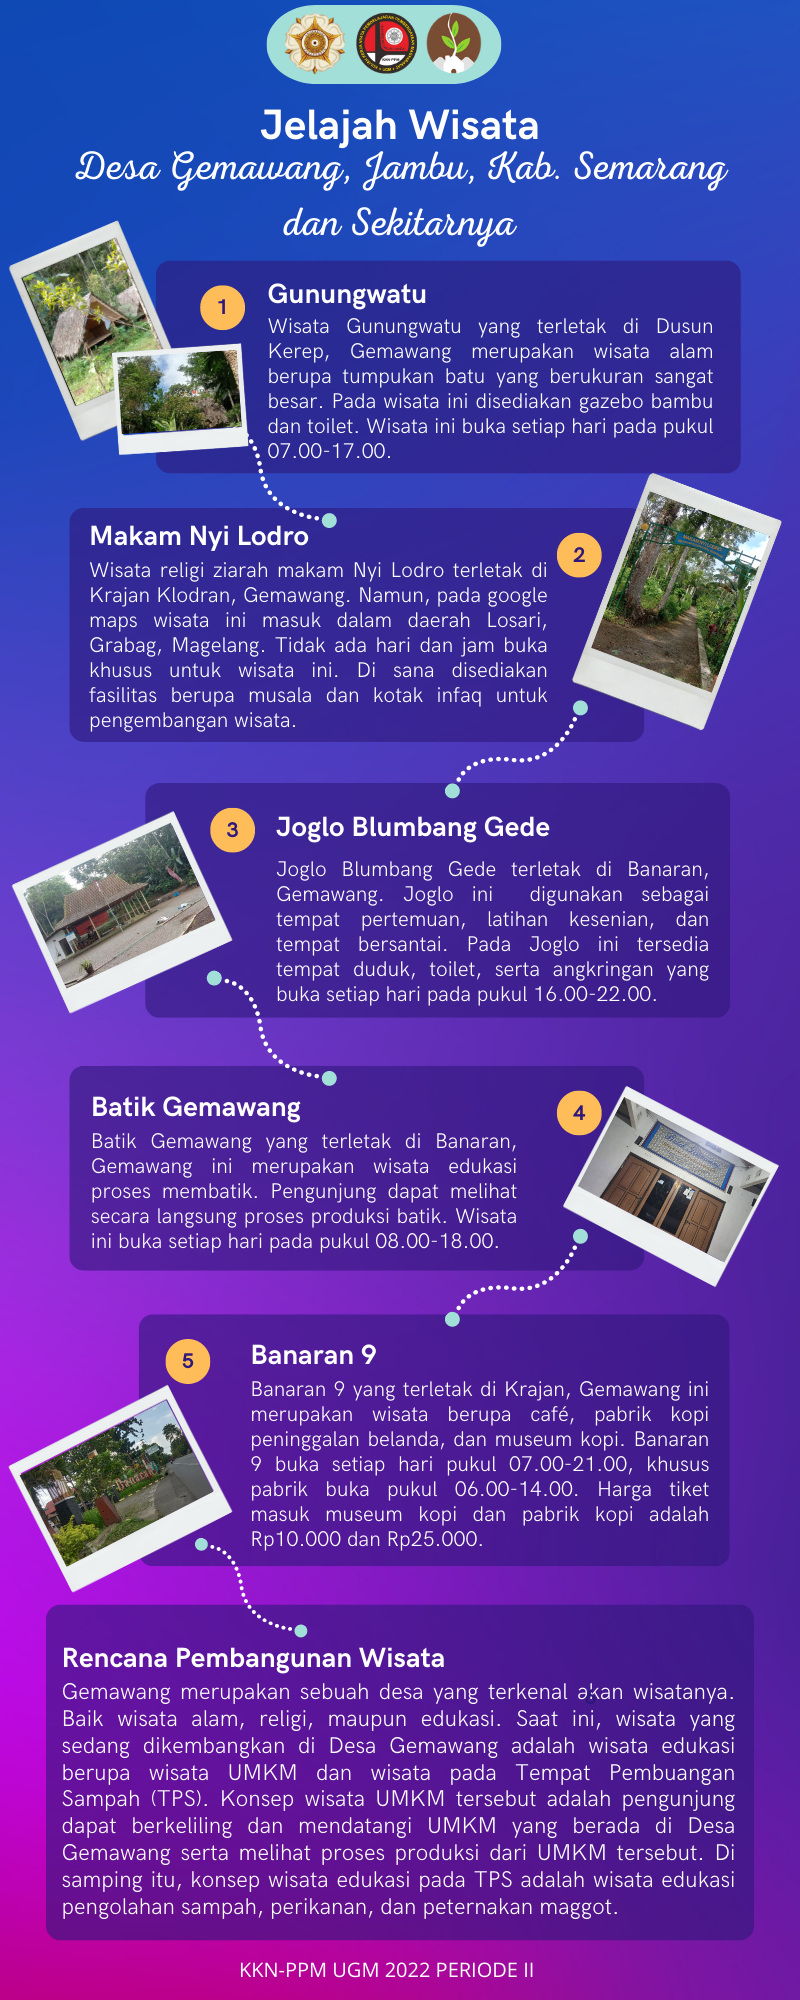 Jelajah Wisata
Desa Gemawang, Jambu, Kab. Semarang
dan Sekitarnya
1
Gunungwatu
Wisata Gunungwatu yang terletak di Dusun
Kerep, Gemawang merupakan wisata alam
berupa tumpukan batu yang berukuran sangat
besar. Pada wisata ini disediakan gazebo bambu
dan toilet. Wisata ini buka setiap hari pada pukul
07.00-17.00.
Makam Nyi Lodro
2
Wisata religi ziarah makam Nyi Lodro terletak di
Krajan Klodran, Gemawang. Namun, pada google
maps wisata ini masuk dalam daerah Losari,
Grabag, Magelang. Tidak ada hari dan jam buka
khusus untuk wisata ini. Di sana disediakan
fasilitas berupa musala dan kotak infaq untuk
pengembangan wisata.
3
Joglo Blumbang Gede
Joglo Blumbang Gede terletak di Banaran,
Gemawang. Joglo ini digunakan sebagai
tempat pertemuan, latihan kesenian, dan
tempat bersantai. Pada Joglo ini tersedia
tempat duduk, toilet, serta angkringan yang
buka setiap hari pada pukul 16.00-22.00.
Batik Gemawang
4
Batik Gemawang yang terletak di Banaran,
Gemawang ini merupakan wisata edukasi
proses membatik. Pengunjung dapat melihat
secara langsung proses produksi batik. Wisata
ini buka setiap hari pada pukul 08.00-18.00.
5
Banaran 9
Banaran 9 yang terletak di Krajan, Gemawang ini
merupakan wisata berupa café, pabrik kopi
peninggalan belanda, dan museum kopi. Banaran
9 buka setiap hari pukul 07.00-21.00, khusus
pabrik buka pukul 06.00-14.00. Harga tiket
masuk museum kopi dan pabrik kopi adalah
Rp10.000 dan Rp25.000.
Rencana Pembangunan Wisata
Gemawang merupakan sebuah desa yang terkenal akan wisatanya.
Baik wisata alam, religi, maupun edukasi. Saat ini, wisata yang
sedang dikembangkan di Desa Gemawang adalah wisata edukasi
berupa wisata UMKM dan wisata pada Tempat Pembuangan
Sampah (TPS). Konsep wisata UMKM tersebut adalah pengunjung
dapat berkeliling dan mendatangi UMKM yang berada di Desa
Gemawang serta melihat proses produksi dari UMKM tersebut. Di
samping itu, konsep wisata edukasi pada TPS adalah wisata edukasi
pengolahan sampah, perikanan, dan peternakan maggot.
KKN-PPM UGM 2022 PERIODE II